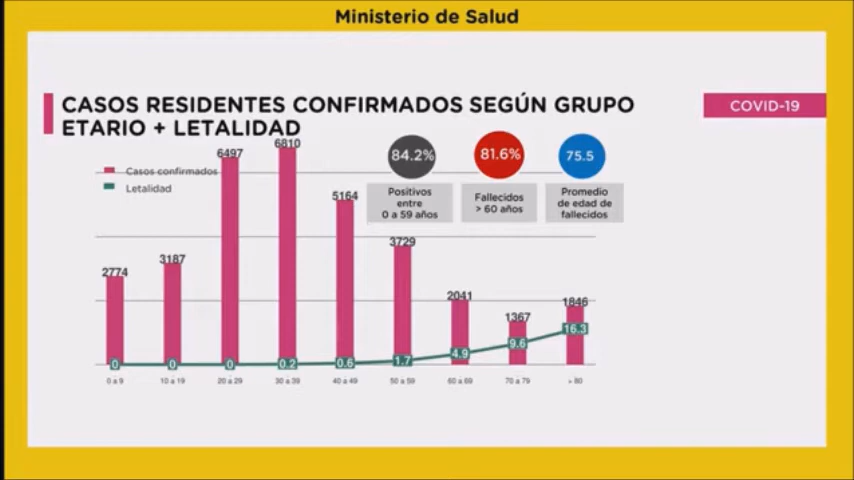 Ministerio de Salud
CASOS RESIDENTES CONFIRMADOS SEGÚN GRUPO
ETARIO + LETALIDAD
COVID-19
Casos confirmados
Letalidad
84.2%
Positivos
entre
0 a 59 años
81.6%
Fallecidos
> 60 años
75.5
Promedio
de edad de
fallecidos
2774
3187
6497
6810
5164
3729
2041
1367
1846
0
0
0
0.2
0.6
1.7
4.9
9.6
16.3
0 a 9
10 a 19
20 a 29
30 a 39
40 a 49
50 a 59
60 a 69
70 a 79
> 80